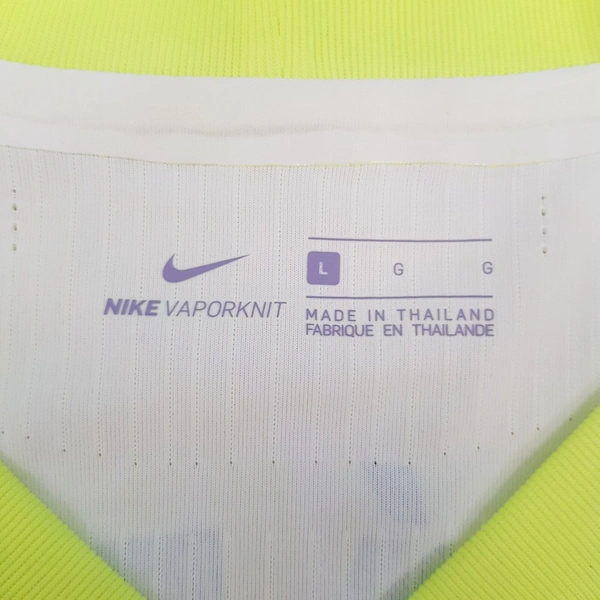 NIKE VAPORKNIT
L G G
MADE IN THAILAND
FABRIQUE EN THAILANDE